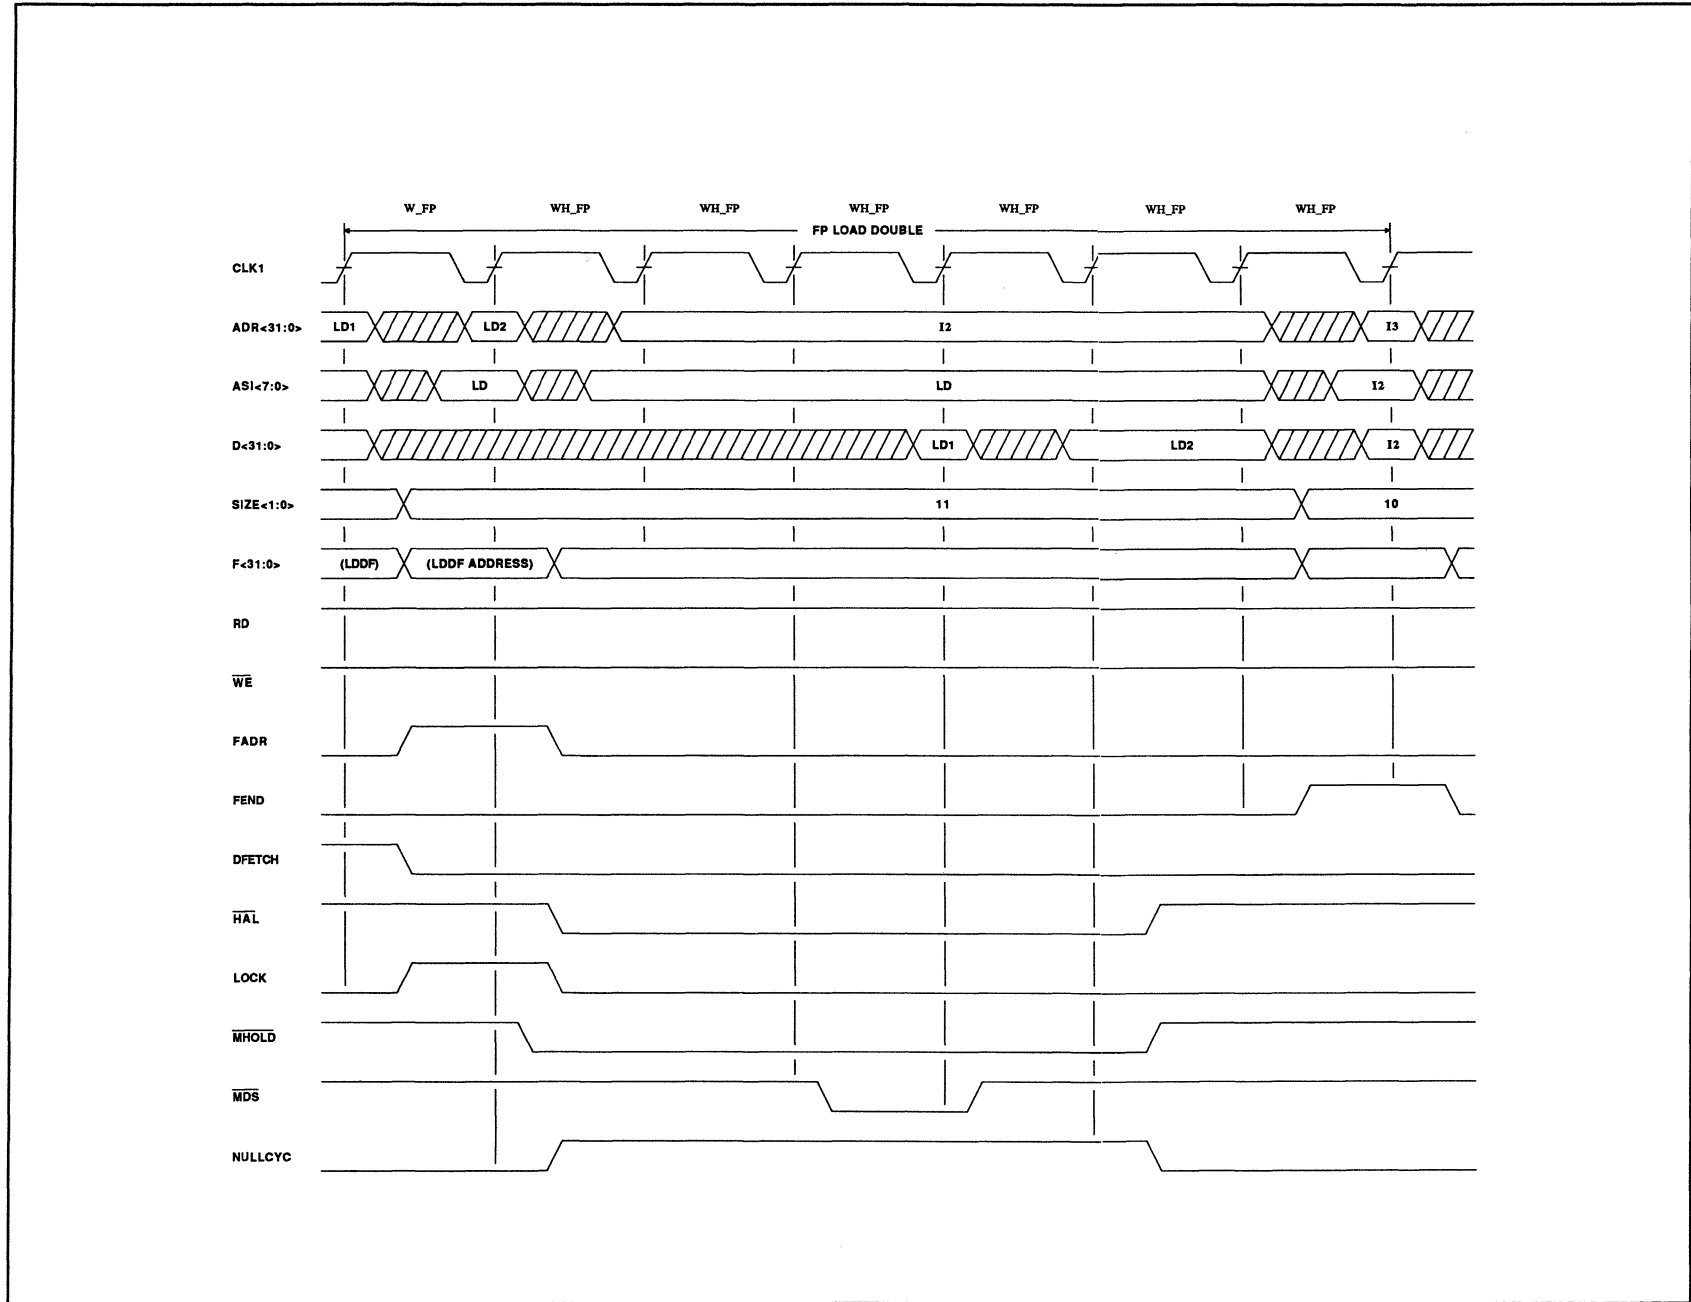 W_FP WH_FP WH_FP WH_FP WH_FP WH_FP WH_FP
FP LOAD DOUBLE
CLK1
ADR<31:0> LD1 LD2 I2 I3
ASI<7:0> LD LD I2
D<31:0> LD1 LD2 I2
SIZE<1:0> 11 10
F<31:0> (LDDF) (LDDF ADDRESS)
RD
WE
FADR
FEND
DFETCH
HAL
LOCK
MHOLD
MDS
NULLCYC